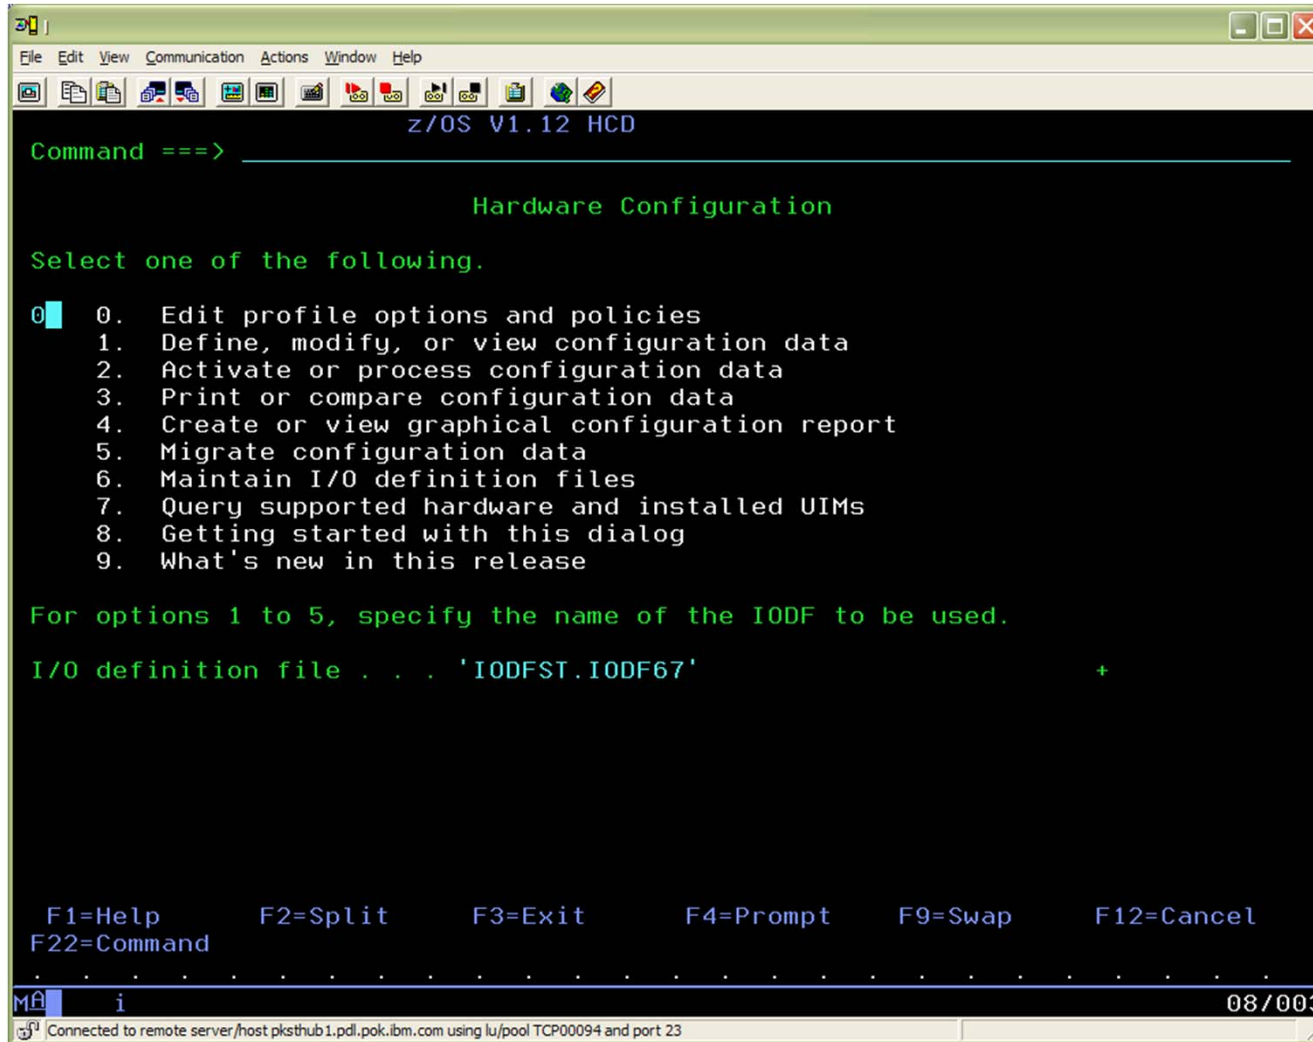 File Edit View Communication Actions Window Help
z/OS V1.12 HCD
Command ===>
Hardware Configuration
Select one of the following.
0 0. Edit profile options and policies
1. Define, modify, or view configuration data
2. Activate or process configuration data
3. Print or compare configuration data
4. Create or view graphical configuration report
5. Migrate configuration data
6. Maintain I/O definition files
7. Query supported hardware and installed UIMs
8. Getting started with this dialog
9. What's new in this release
For options 1 to 5, specify the name of the IODF to be used.
I/O definition file . . . 'IODFST.IODF67' +
F1=Help F2=Split F3=Exit F4=Prompt F9=Swap F12=Cancel
F22=Command
MA i 08/003
Connected to remote server/host pksthub1.pdl.pok.ibm.com using lu/pool TCP00094 and port 23